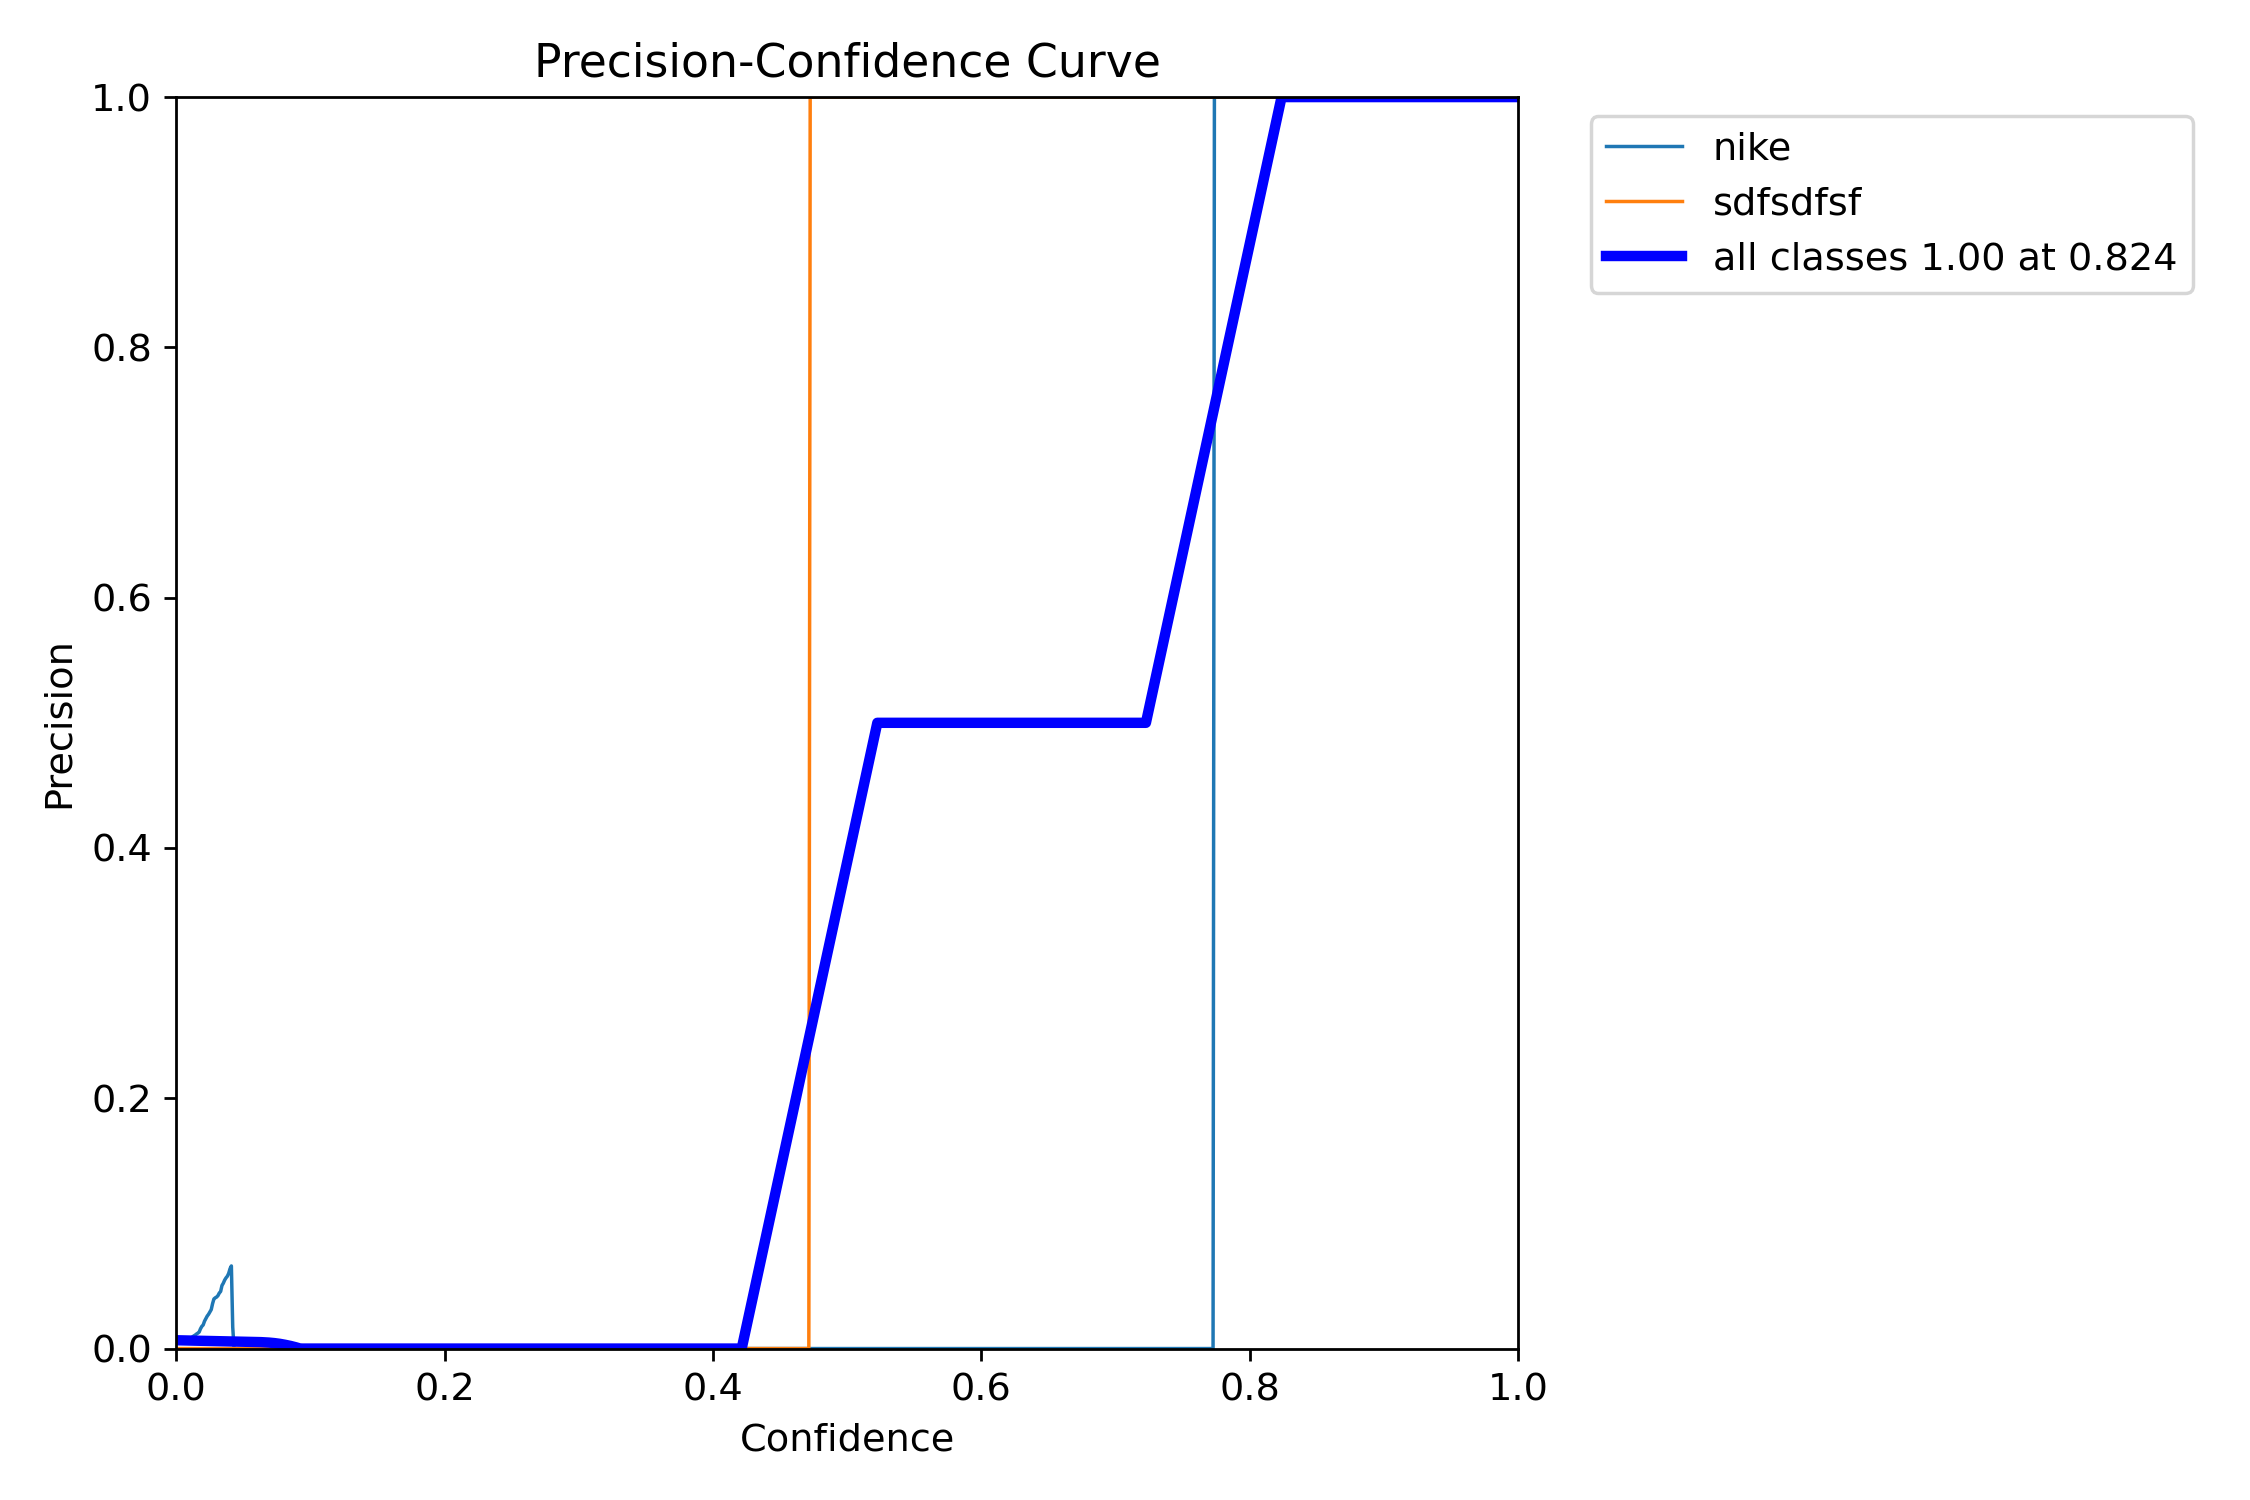 Precision-Confidence Curve
1.0
0.8
0.6
0.4
0.2
0.0
Precision
0.0 0.2 0.4 0.6 0.8 1.0
Confidence
nike
sdfsdfsf
all classes 1.00 at 0.824